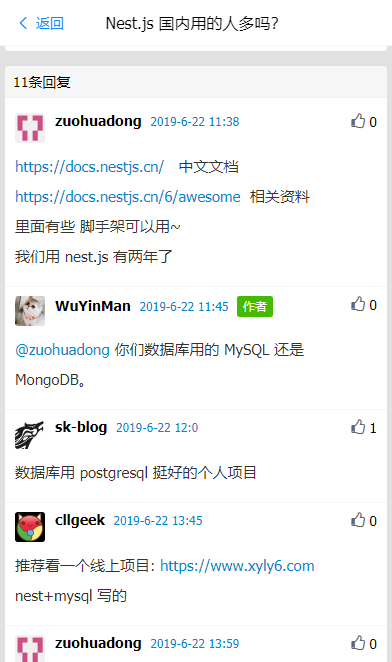 返回
Nest.js 国内用的人多吗?
11条回复
zuohuadong 2019-6-22 11:38 0
https://docs.nestjs.cn/ 中文文档
https://docs.nestjs.cn/6/awesome 相关资料
里面有些 脚手架可以用~
我们用 nest.js 有两年了
WuYinMan 2019-6-22 11:45 作者 0
@zuohuadong 你们数据库用的 MySQL 还是
MongoDB。
sk-blog 2019-6-22 12:0 1
数据库用 postgresql 挺好的个人项目
cllgeek 2019-6-22 13:45 0
推荐看一个线上项目: https://www.xyly6.com
nest+mysql 写的
zuohuadong 2019-6-22 13:59 0